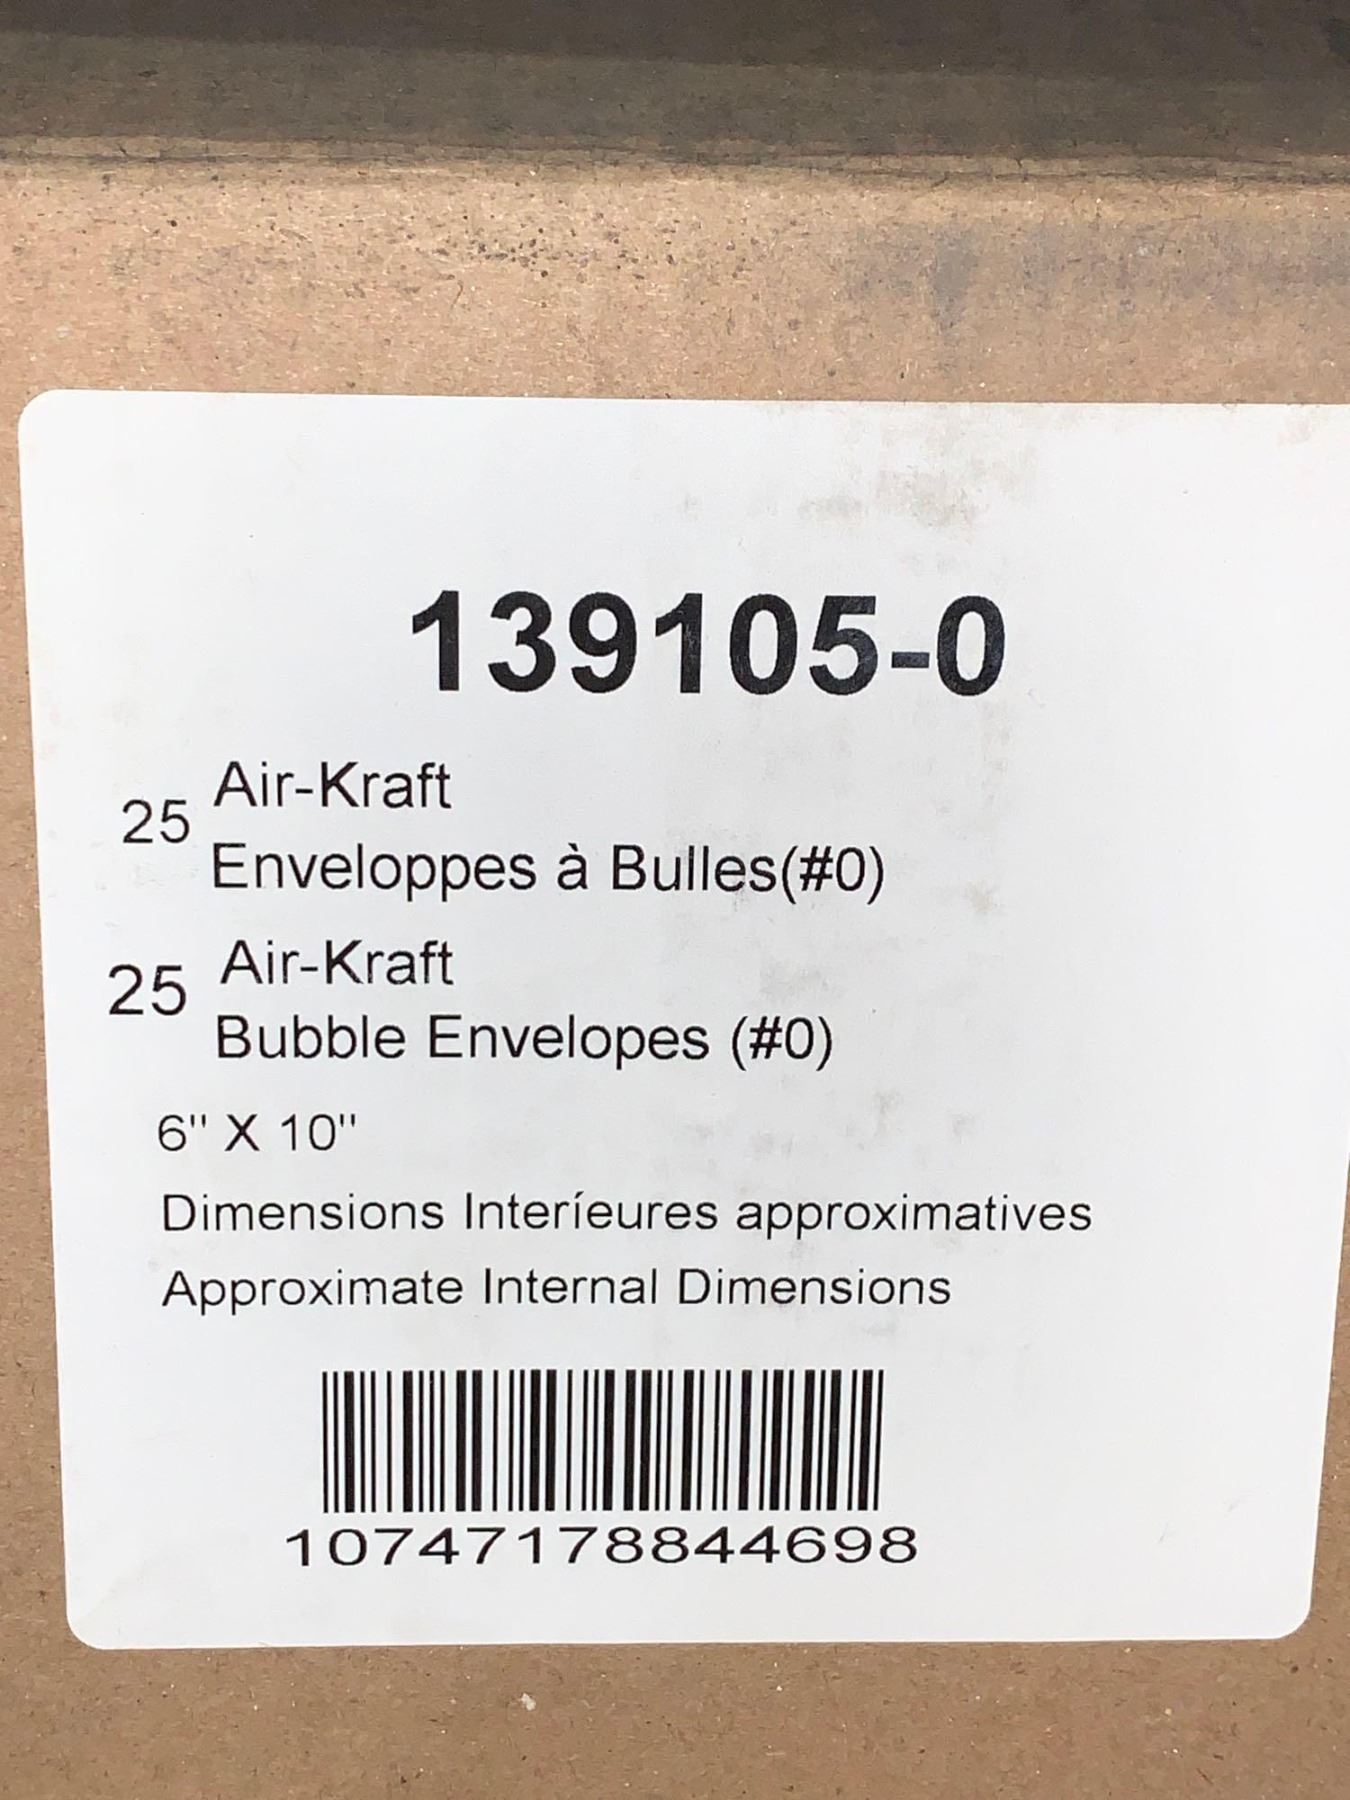 139105-0
25 Air-Kraft
Enveloppes à Bulles(#0)
25 Air-Kraft
Bubble Envelopes (#0)
6" X 10"
Dimensions Interíeures approximatives
Approximate Internal Dimensions
10747178844698